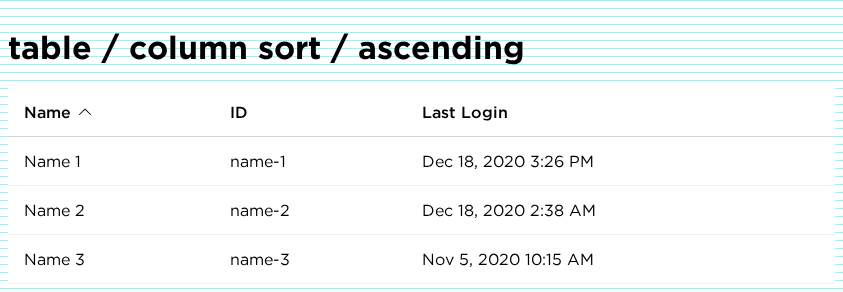 table / column sort / ascending
Name ID Last Login
Name 1 name-1 Dec 18, 2020 3:26 PM
Name 2 name-2 Dec 18, 2020 2:38 AM
Name 3 name-3 Nov 5, 2020 10:15 AM